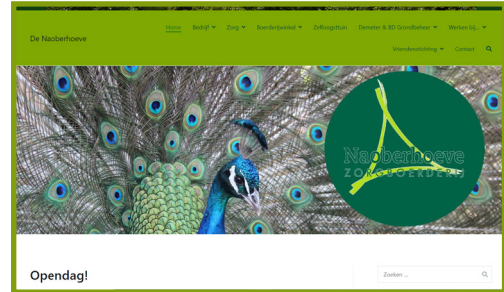 De Naoberhoeve
Home Bedrijf Zorg Boerderijwinkel Zelfoogsttuin Demeter & BD Grondbeheer Werken bij...
Vriendenstichting Contact
Naoberhoeve
ZORGBOERDERIJ
Opendag!
Zoeken ...